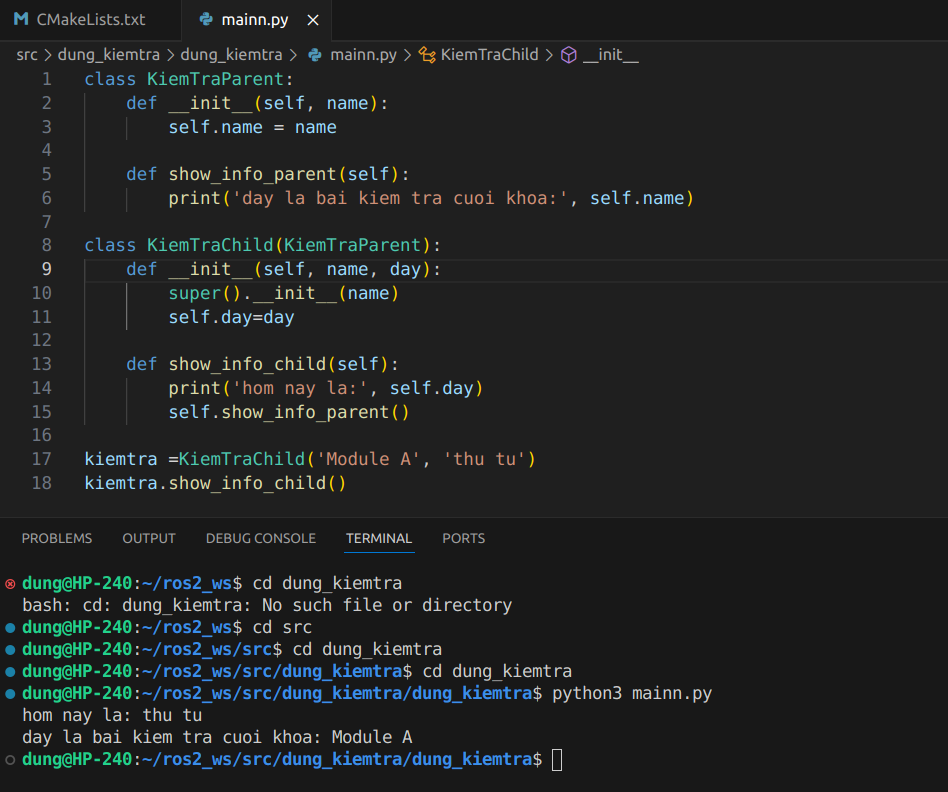 CMakeLists.txt mainn.py
src > dung_kiemtra > dung_kiemtra > mainn.py > KiemTraChild > __init__
1 class KiemTraParent:
2     def __init__(self, name):
3         self.name = name
4
5     def show_info_parent(self):
6         print('day la bai kiem tra cuoi khoa:', self.name)
7
8 class KiemTraChild(KiemTraParent):
9     def __init__(self, name, day):
10         super().__init__(name)
11         self.day=day
12
13     def show_info_child(self):
14         print('hom nay la:', self.day)
15         self.show_info_parent()
16
17 kiemtra =KiemTraChild('Module A', 'thu tu')
18 kiemtra.show_info_child()
PROBLEMS OUTPUT DEBUG CONSOLE TERMINAL PORTS
dung@HP-240:~/ros2_ws$ cd dung_kiemtra
bash: cd: dung_kiemtra: No such file or directory
dung@HP-240:~/ros2_ws$ cd src
dung@HP-240:~/ros2_ws/src$ cd dung_kiemtra
dung@HP-240:~/ros2_ws/src/dung_kiemtra$ cd dung_kiemtra
dung@HP-240:~/ros2_ws/src/dung_kiemtra/dung_kiemtra$ python3 mainn.py
hom nay la: thu tu
day la bai kiem tra cuoi khoa: Module A
dung@HP-240:~/ros2_ws/src/dung_kiemtra/dung_kiemtra$